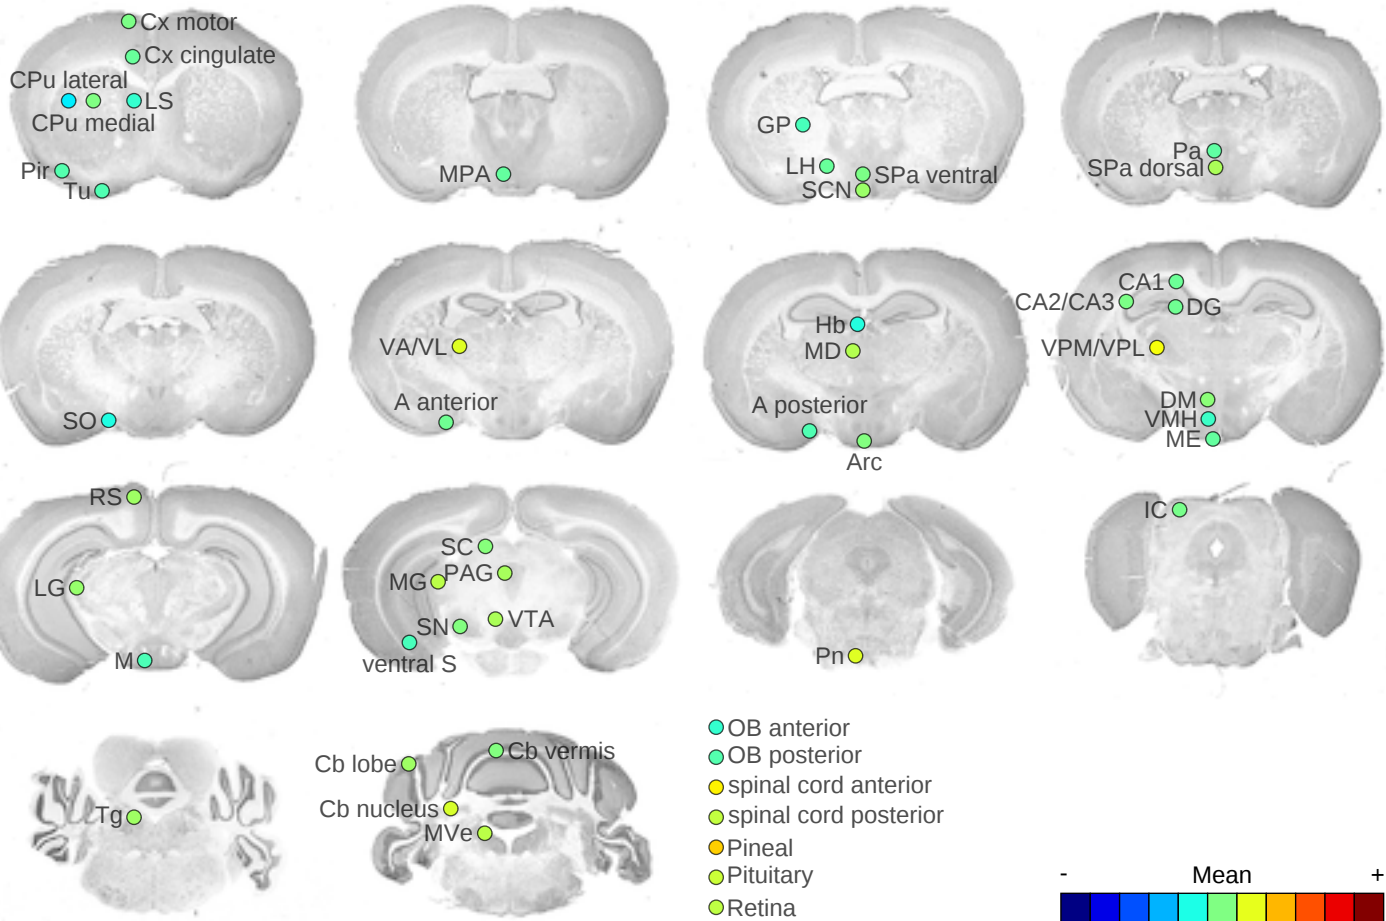 Cx motor
Cx cingulate
CPu lateral
LS
CPu medial
Pir
Tu
MPA
GP
LH
SPa ventral
SCN
Pa
SPa dorsal
SO
VA/VL
A anterior
Hb
MD
A posterior
Arc
CA1
CA2/CA3
DG
VPM/VPL
DM
VMH
ME
RS
LG
M
SC
MG
PAG
SN
VTA
ventral S
Pn
IC
Tg
Cb lobe
Cb vermis
Cb nucleus
MVe
OB anterior
OB posterior
spinal cord anterior
spinal cord posterior
Pineal
Pituitary
Retina
- Mean +